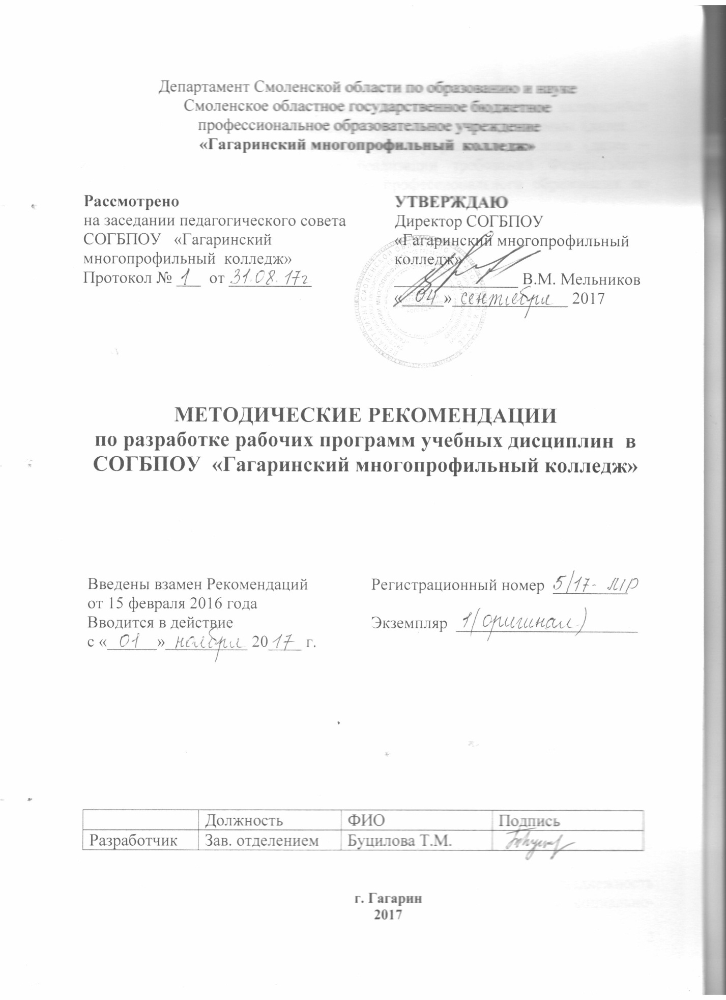 Департамент Смоленской области по образованию и науке
Смоленское областное государственное бюджетное
профессиональное образовательное учреждение
«Гагаринский многопрофильный колледж»
Рассмотрено
на заседании педагогического совета
СОГБПОУ «Гагаринский
многопрофильный колледж»
Протокол № 1 от 31.08.17г
УТВЕРЖДАЮ
Директор СОГБПОУ
«Гагаринский многопрофильный
колледж»
В.М. Мельников
«04» сентября 2017
МЕТОДИЧЕСКИЕ РЕКОМЕНДАЦИИ
по разработке рабочих программ учебных дисциплин в
СОГБПОУ «Гагаринский многопрофильный колледж»
Введены взамен Рекомендаций
от 15 февраля 2016 года
Вводится в действие
с «01» ноября 2017 г.
Регистрационный номер 5/17- МР
Экземпляр 1(оригинал)
Должность ФИО Подпись
Разработчик Зав. отделением Буцилова Т.М.
г. Гагарин
2017